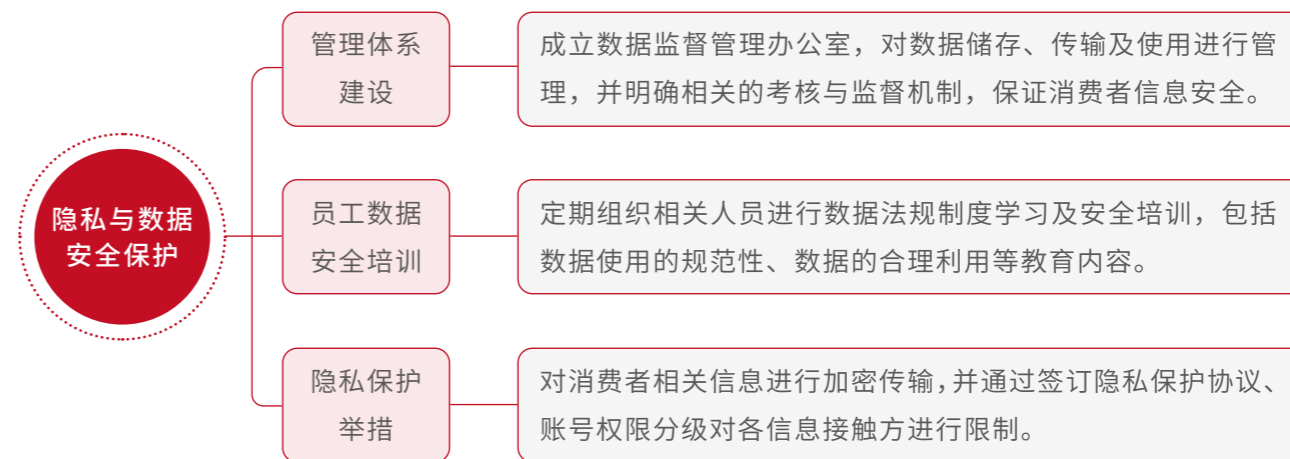 隐私与数据
安全保护
管理体系
建设
成立数据监督管理办公室，对数据储存、传输及使用进行管
理，并明确相关的考核与监督机制，保证消费者信息安全。
员工数据
安全培训
定期组织相关人员进行数据法规制度学习及安全培训，包括
数据使用的规范性、数据的合理利用等教育内容。
隐私保护
举措
对消费者相关信息进行加密传输，并通过签订隐私保护协议、
账号权限分级对各信息接触方进行限制。